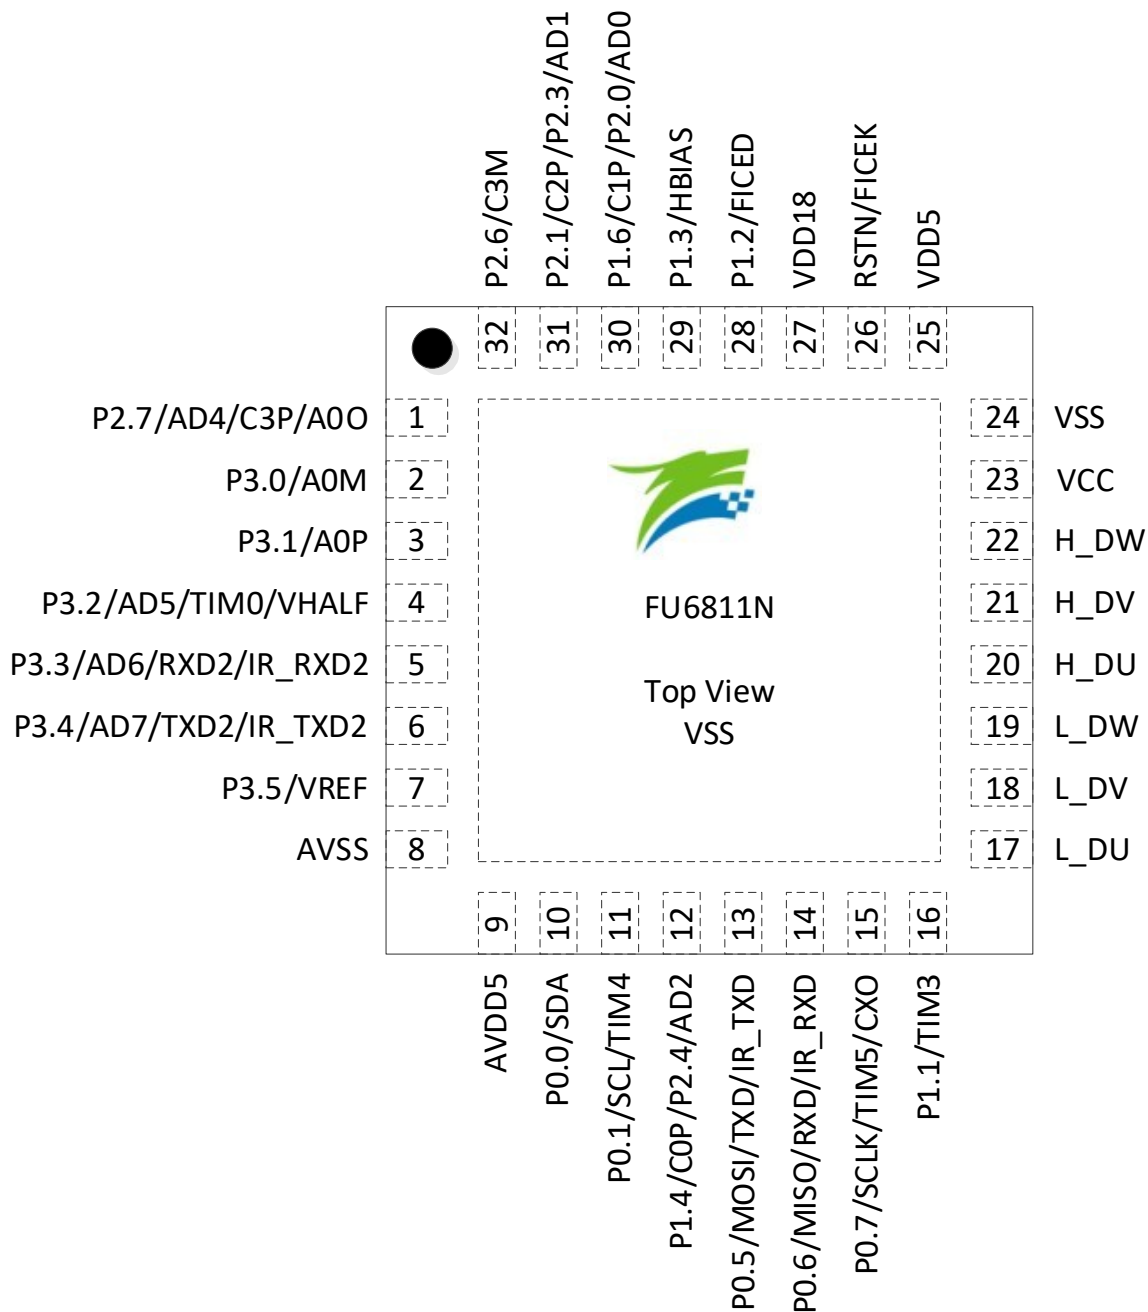 P2.6/C3M
P2.1/C2P/P2.3/AD1
P1.6/C1P/P2.0/AD0
P1.3/HBIAS
P1.2/FICED
VDD18
RSTN/FICEK
VDD5
32
31
30
29
28
27
26
25
P2.7/AD4/C3P/A0O 1
P3.0/A0M 2
P3.1/A0P 3
P3.2/AD5/TIM0/VHALF 4
P3.3/AD6/RXD2/IR_RXD2 5
P3.4/AD7/TXD2/IR_TXD2 6
P3.5/VREF 7
AVSS 8
FU6811N
Top View
VSS
24 VSS
23 VCC
22 H_DW
21 H_DV
20 H_DU
19 L_DW
18 L_DV
17 L_DU
9
10
11
12
13
14
15
16
AVDD5
P0.0/SDA
P0.1/SCL/TIM4
P1.4/C0P/P2.4/AD2
P0.5/MOSI/TXD/IR_TXD
P0.6/MISO/RXD/IR_RXD
P0.7/SCLK/TIM5/CXO
P1.1/TIM3